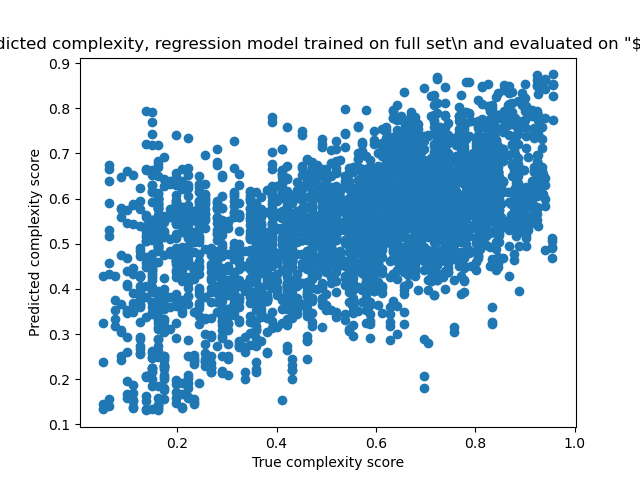 dicted complexity, regression model trained on full set\n and evaluated on "$
0.9
0.8
0.7
0.6
0.5
0.4
0.3
0.2
0.1
Predicted complexity score
0.2 0.4 0.6 0.8 1.0
True complexity score